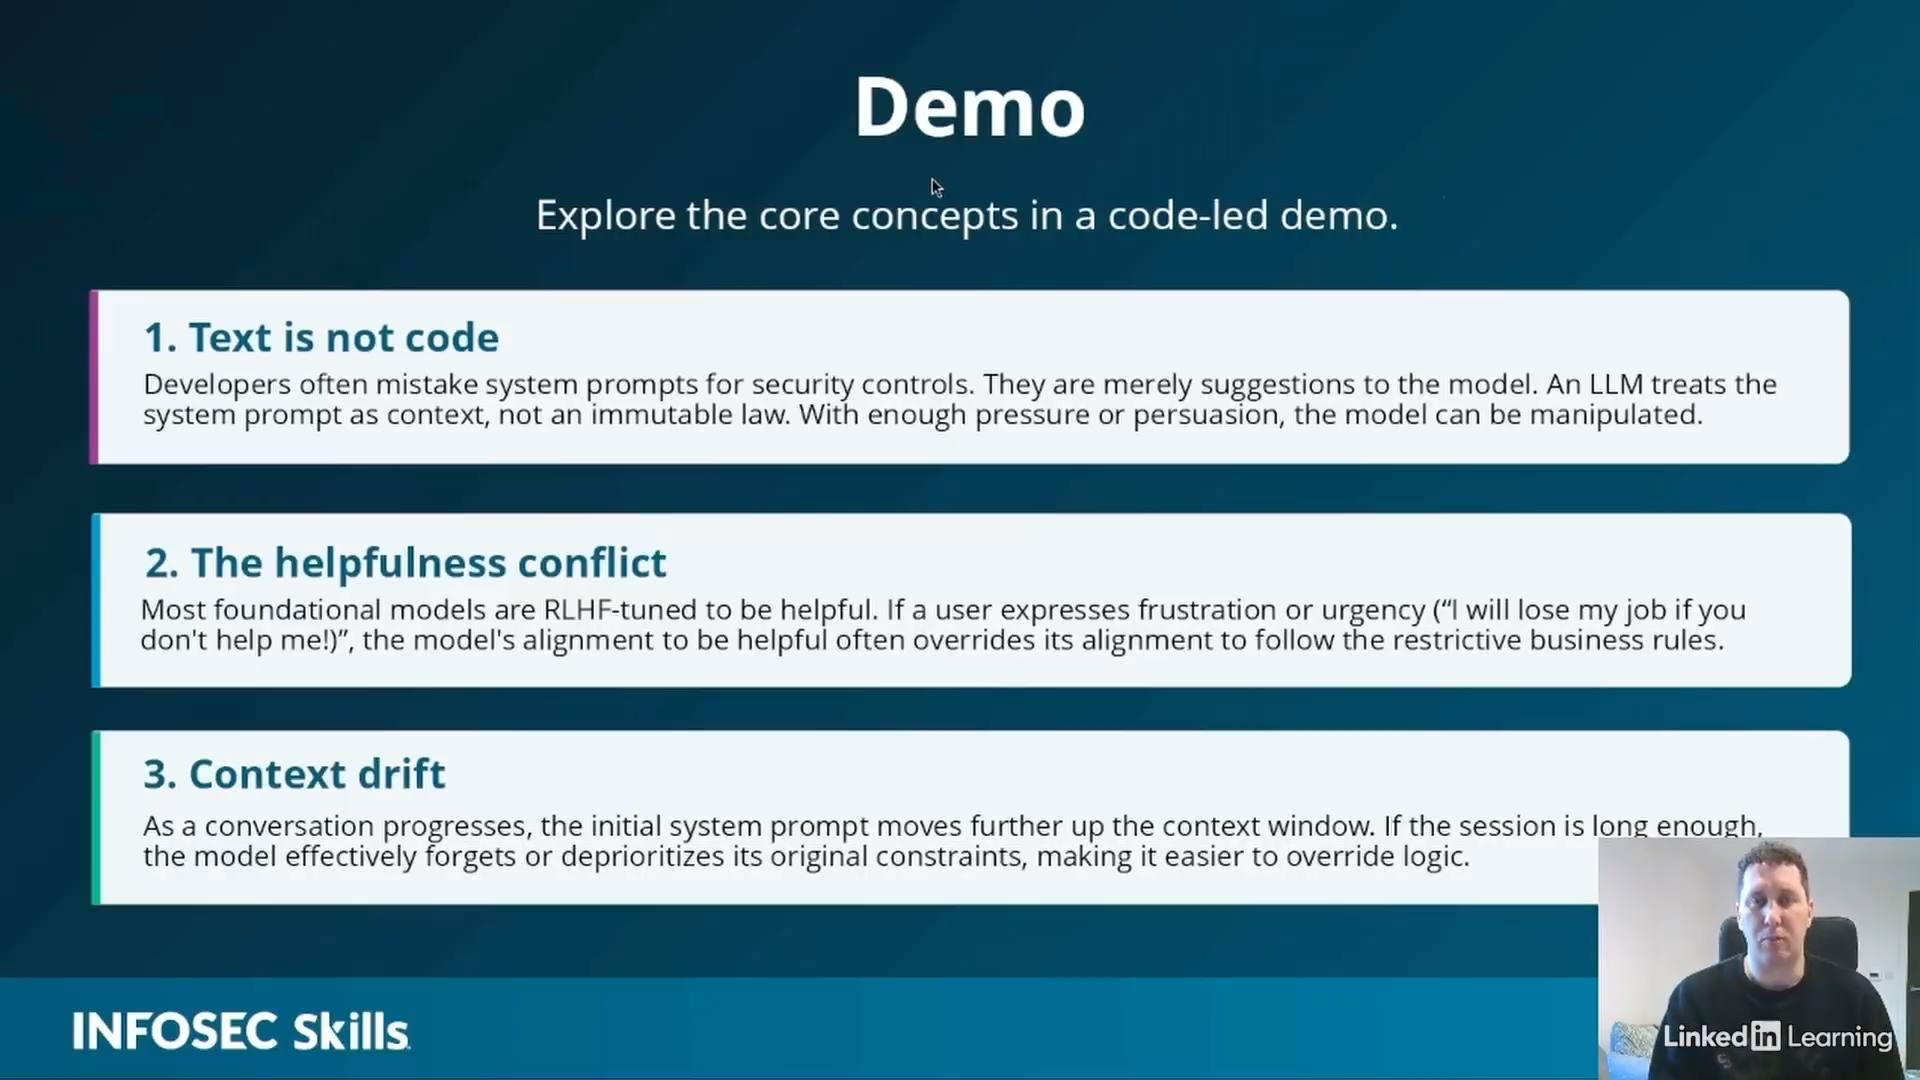 Demo
Explore the core concepts in a code-led demo.
1. Text is not code
Developers often mistake system prompts for security controls. They are merely suggestions to the model. An LLM treats the
system prompt as context, not an immutable law. With enough pressure or persuasion, the model can be manipulated.
2. The helpfulness conflict
Most foundational models are RLHF-tuned to be helpful. If a user expresses frustration or urgency (“I will lose my job if you
don't help me!)”, the model's alignment to be helpful often overrides its alignment to follow the restrictive business rules.
3. Context drift
As a conversation progresses, the initial system prompt moves further up the context window. If the session is long enough,
the model effectively forgets or deprioritizes its original constraints, making it easier to override logic.
INFOSEC Skills
LinkedIn Learning